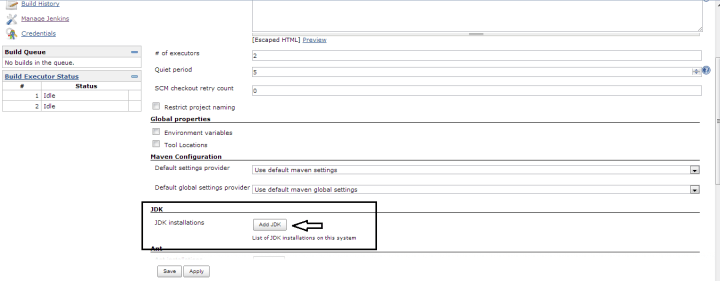 Build History
Manage Jenkins
Credentials
Build Queue
No builds in the queue.
Build Executor Status
# Status
1 Idle
2 Idle
[Escaped HTML] Preview
# of executors 2
Quiet period 5
SCM checkout retry count 0
Restrict project naming
Global properties
Environment variables
Tool Locations
Maven Configuration
Default settings provider Use default maven settings
Default global settings provider Use default maven global settings
JDK
JDK installations Add JDK
List of JDK installations on this system
Ant
Save Apply